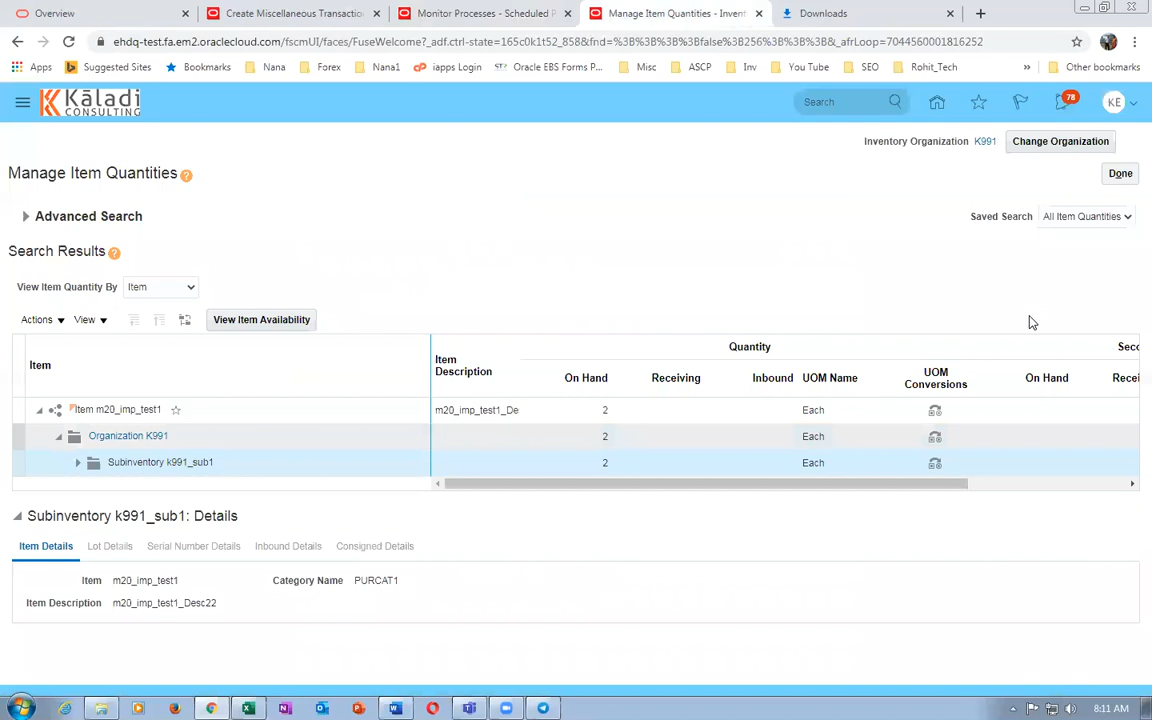 Overview
Create Miscellaneous Transactio
Monitor Processes - Scheduled P
Manage Item Quantities - Invent
Downloads
ehdq-test.fa.em2.oraclecloud.com/fscmUI/faces/FuseWelcome?_adf.ctrl-state=165c0k1t52_858&fnd=%3B%3B%3B%3Bfalse%3B256%3B%3B%3B&_afrLoop=7044560001816252
Apps Suggested Sites Bookmarks Nana Forex Nana1 iapps Login Oracle EBS Forms P... Misc ASCP Inv You Tube SEO Rohit_Tech » Other bookmarks
Kāladi
CONSULTING
Search
78
KE
Inventory Organization K991 Change Organization
Manage Item Quantities
Done
Advanced Search
Saved Search All Item Quantities
Search Results
View Item Quantity By Item
Actions View View Item Availability
Item
Item Description
Quantity
Seco
On Hand Receiving Inbound UOM Name UOM Conversions On Hand Recei
Item m20_imp_test1 m20_imp_test1_De 2 Each
Organization K991 2 Each
Subinventory k991_sub1 2 Each
Subinventory k991_sub1: Details
Item Details Lot Details Serial Number Details Inbound Details Consigned Details
Item m20_imp_test1 Category Name PURCAT1
Item Description m20_imp_test1_Desc22
8:11 AM